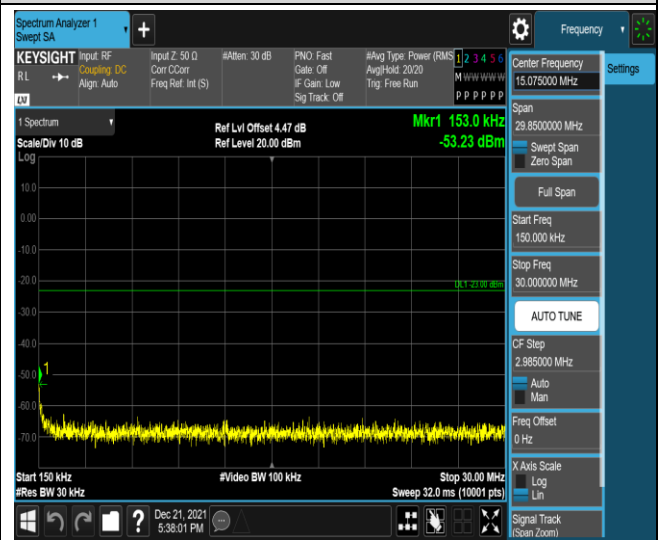 Spectrum Analyzer 1
Swept SA
Frequency
KEYSIGHT
RL
LXI
Input: RF
Coupling: DC
Align: Auto
Input Z: 50 Ω
Corr CCorr
Freq Ref: Int (S)
#Atten: 30 dB
PNO: Fast
Gate: Off
IF Gain: Low
Sig Track: Off
#Avg Type: Power (RMS
Avg|Hold: 20/20
Trig: Free Run
1 2 3 4 5 6
M W W W W W
P P P P P P
1 Spectrum
Scale/Div 10 dB
Log
Ref Lvl Offset 4.47 dB
Ref Level 20.00 dBm
Mkr1 153.0 kHz
-53.23 dBm
10.0
0.00
-10.0
-20.0
DL1 -23.00 dBm
-30.0
-40.0
-50.0
1
-60.0
-70.0
Start 150 kHz
#Res BW 30 kHz
#Video BW 100 kHz
Stop 30.00 MHz
Sweep 32.0 ms (10001 pts)
Dec 21, 2021
5:38:01 PM
Center Frequency
15.075000 MHz
Settings
Span
29.8500000 MHz
Swept Span
Zero Span
Full Span
Start Freq
150.000 kHz
Stop Freq
30.000000 MHz
AUTO TUNE
CF Step
2.985000 MHz
Auto
Man
Freq Offset
0 Hz
X Axis Scale
Log
Lin
Signal Track
(Span Zoom)